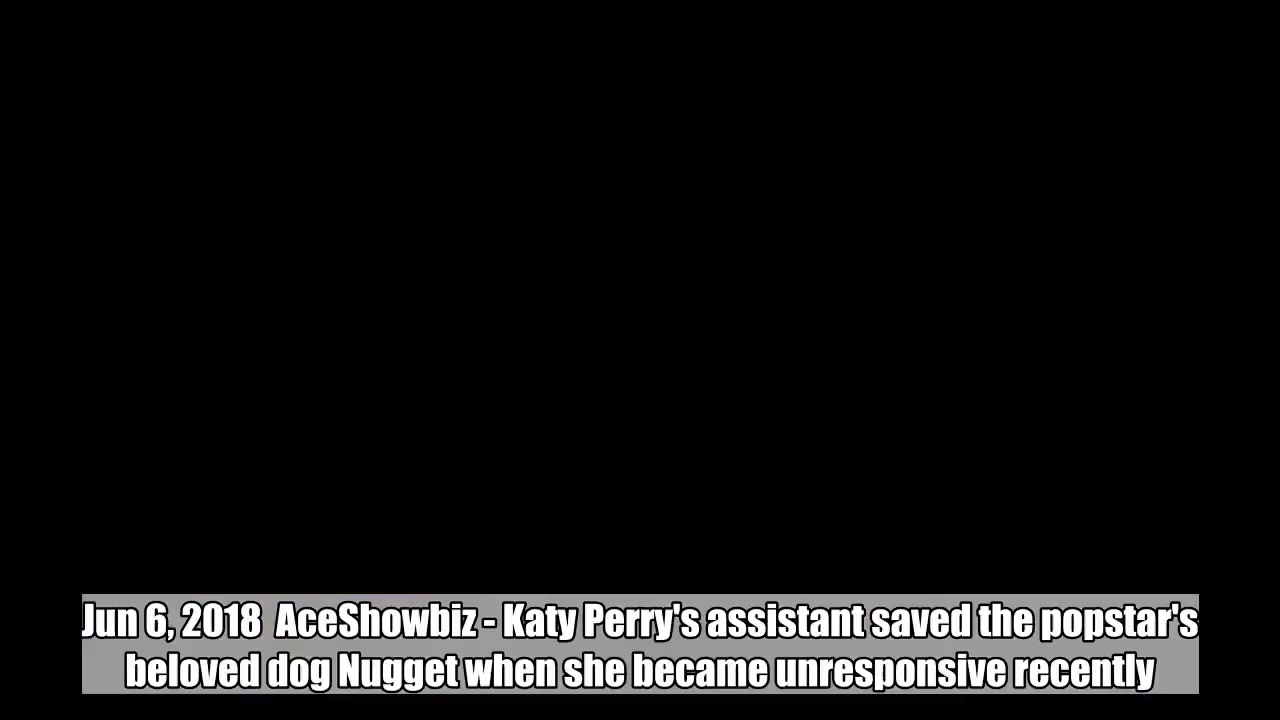 Jun 6, 2018  AceShowbiz - Katy Perry's assistant saved the popstar's
beloved dog Nugget when she became unresponsive recently